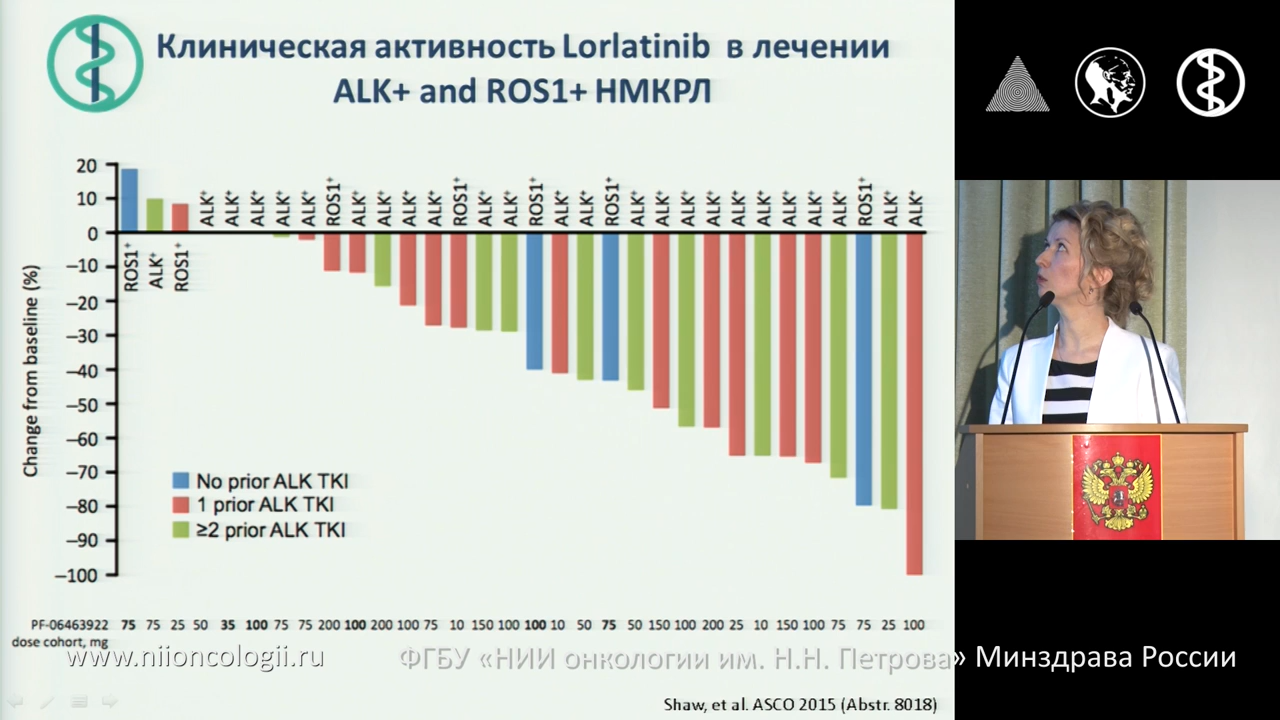 Клиническая активность Lorlatinib в лечении
ALK+ and ROS1+ НМКРЛ
Change from baseline (%)
20
10
0
–10
–20
–30
–40
–50
–60
–70
–80
–90
–100
ROS1+ ALK+ ROS1+ ALK+ ALK+ ALK+ ALK+ ALK+ ROS1+ ALK+ ALK+ ALK+ ALK+ ROS1+ ALK+ ALK+ ROS1+ ALK+ ALK+ ROS1+ ALK+ ALK+ ALK+ ALK+ ALK+ ALK+ ALK+ ALK+ ALK+ ROS1+ ALK+ ALK+
No prior ALK TKI
1 prior ALK TKI
≥2 prior ALK TKI
PF-06463922 75 75 25 50 35 100 75 75 200 100 200 100 75 10 150 100 100 10 50 75 50 150 100 200 25 10 150 100 75 75 25 100
dose cohort, mg
www.niioncologii.ru ФГБУ «НИИ онкологии им. Н.Н. Петрова» Минздрава России
Shaw, et al. ASCO 2015 (Abstr. 8018)